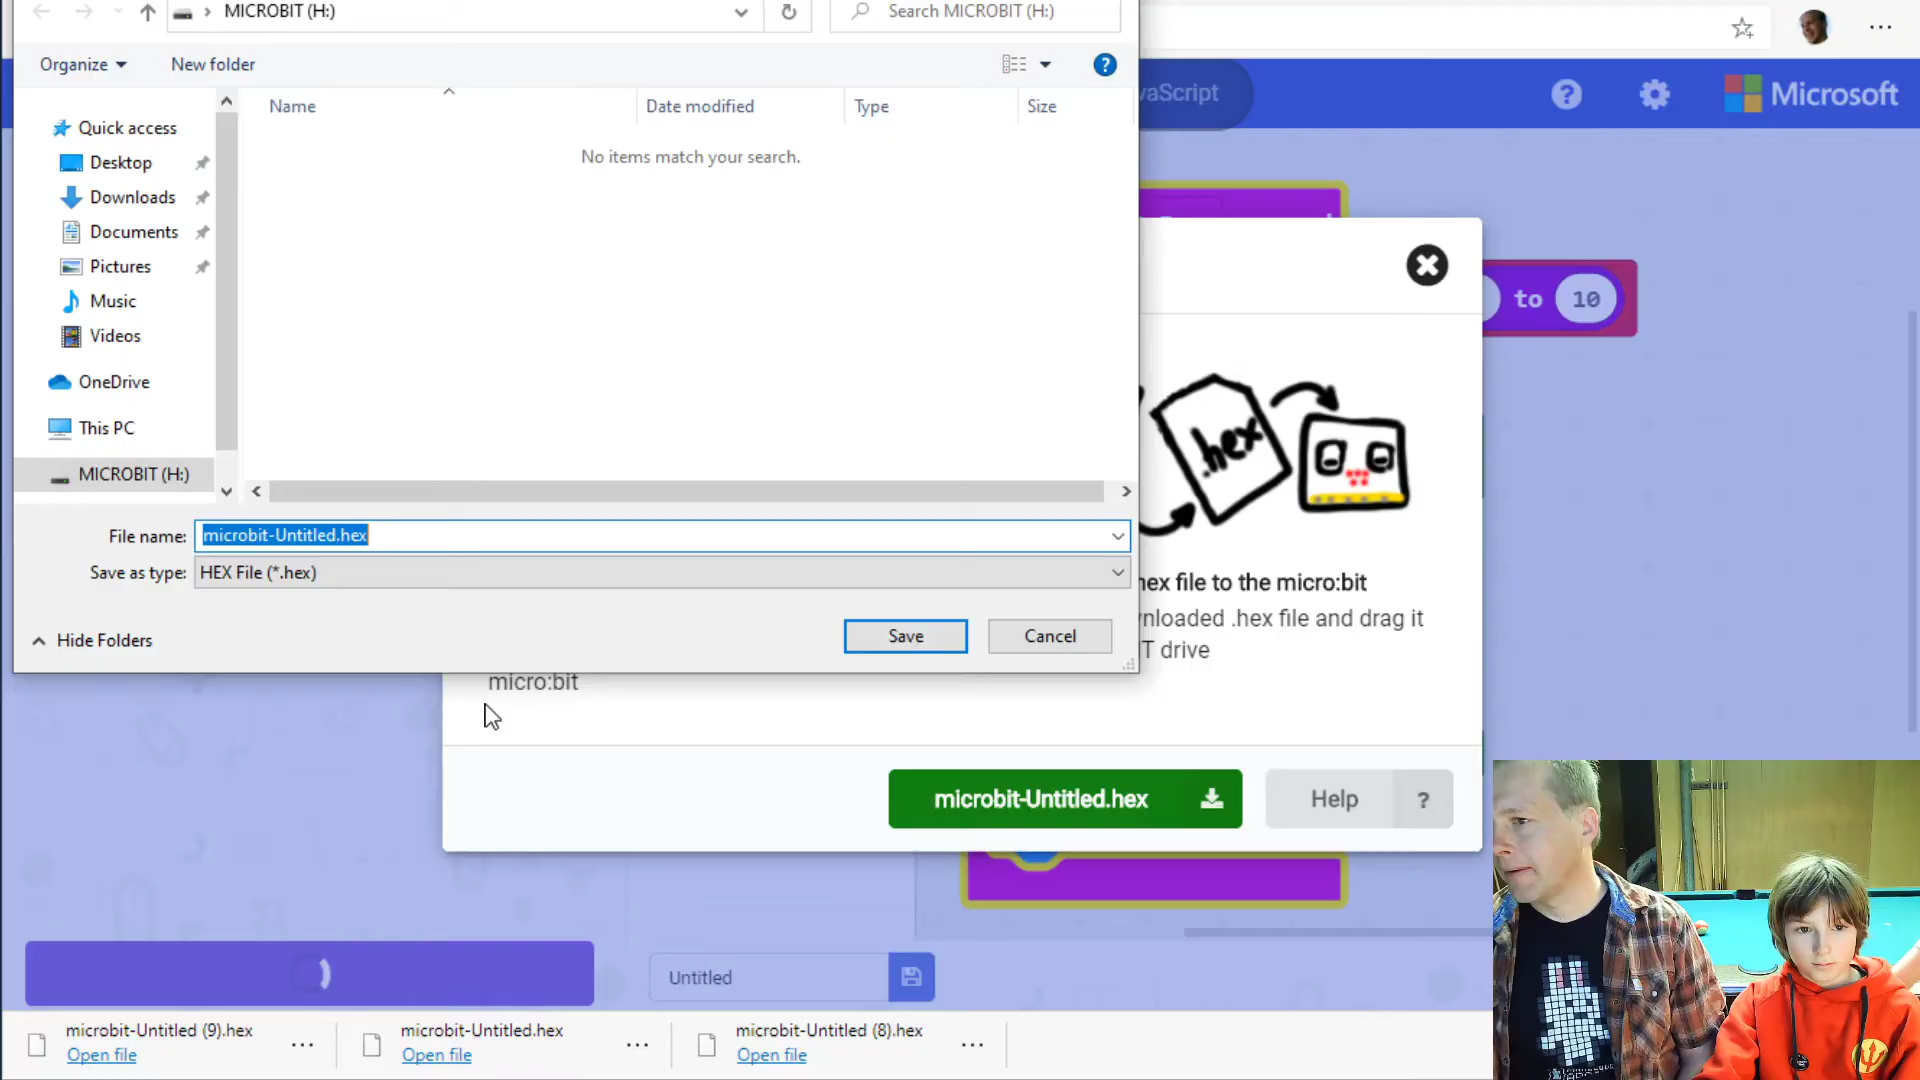 MICROBIT (H:)
Search MICROBIT (H:)
Organize
New folder
vaScript
Microsoft
Name
Date modified
Type
Size
No items match your search.
Quick access
Desktop
Downloads
Documents
Pictures
Music
Videos
OneDrive
This PC
MICROBIT (H:)
to 10
.hex
File name: microbit-Untitled.hex
Save as type: HEX File (*.hex)
Hide Folders
Save
Cancel
hex file to the micro:bit
nloaded .hex file and drag it
T drive
micro:bit
microbit-Untitled.hex
Help ?
Untitled
microbit-Untitled (9).hex
Open file
microbit-Untitled.hex
Open file
microbit-Untitled (8).hex
Open file